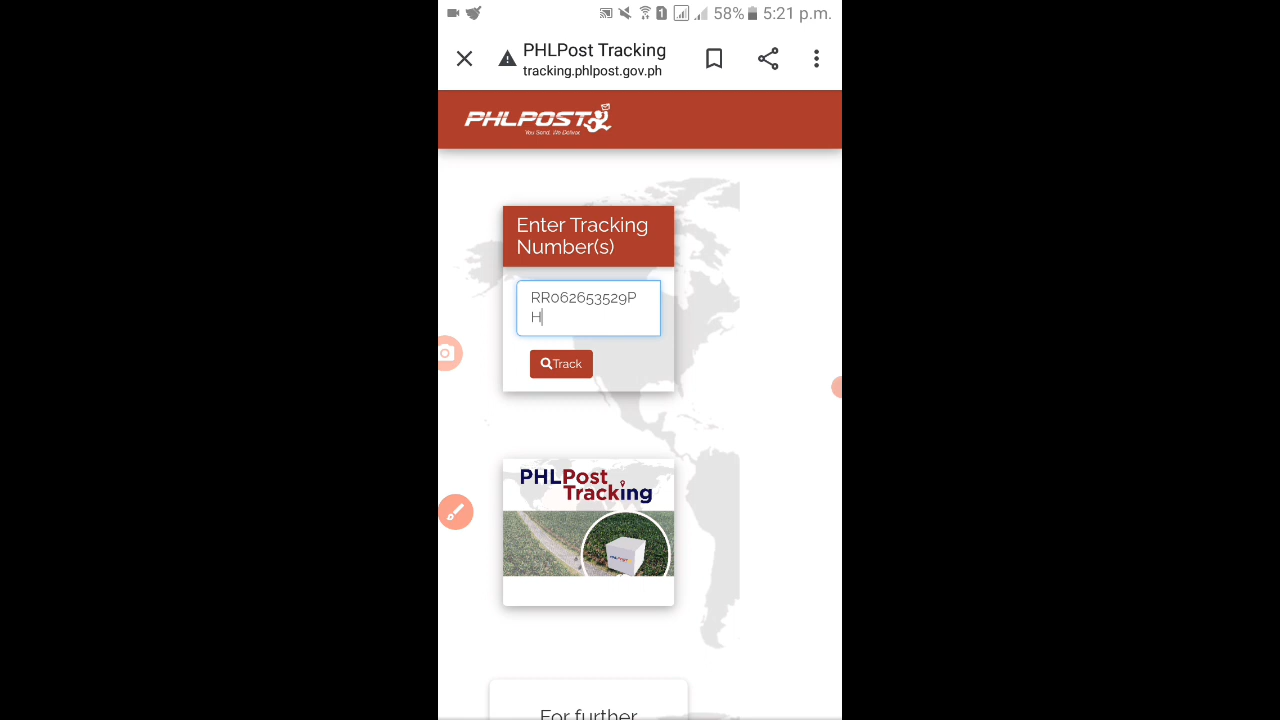 1 58% 5:21 p.m.
PHLPost Tracking
tracking.phlpost.gov.ph
PHLPOST
You Send. We Deliver.
Enter Tracking
Number(s)
RR062653529P
H
Track
PHLPost
Tracking
For further